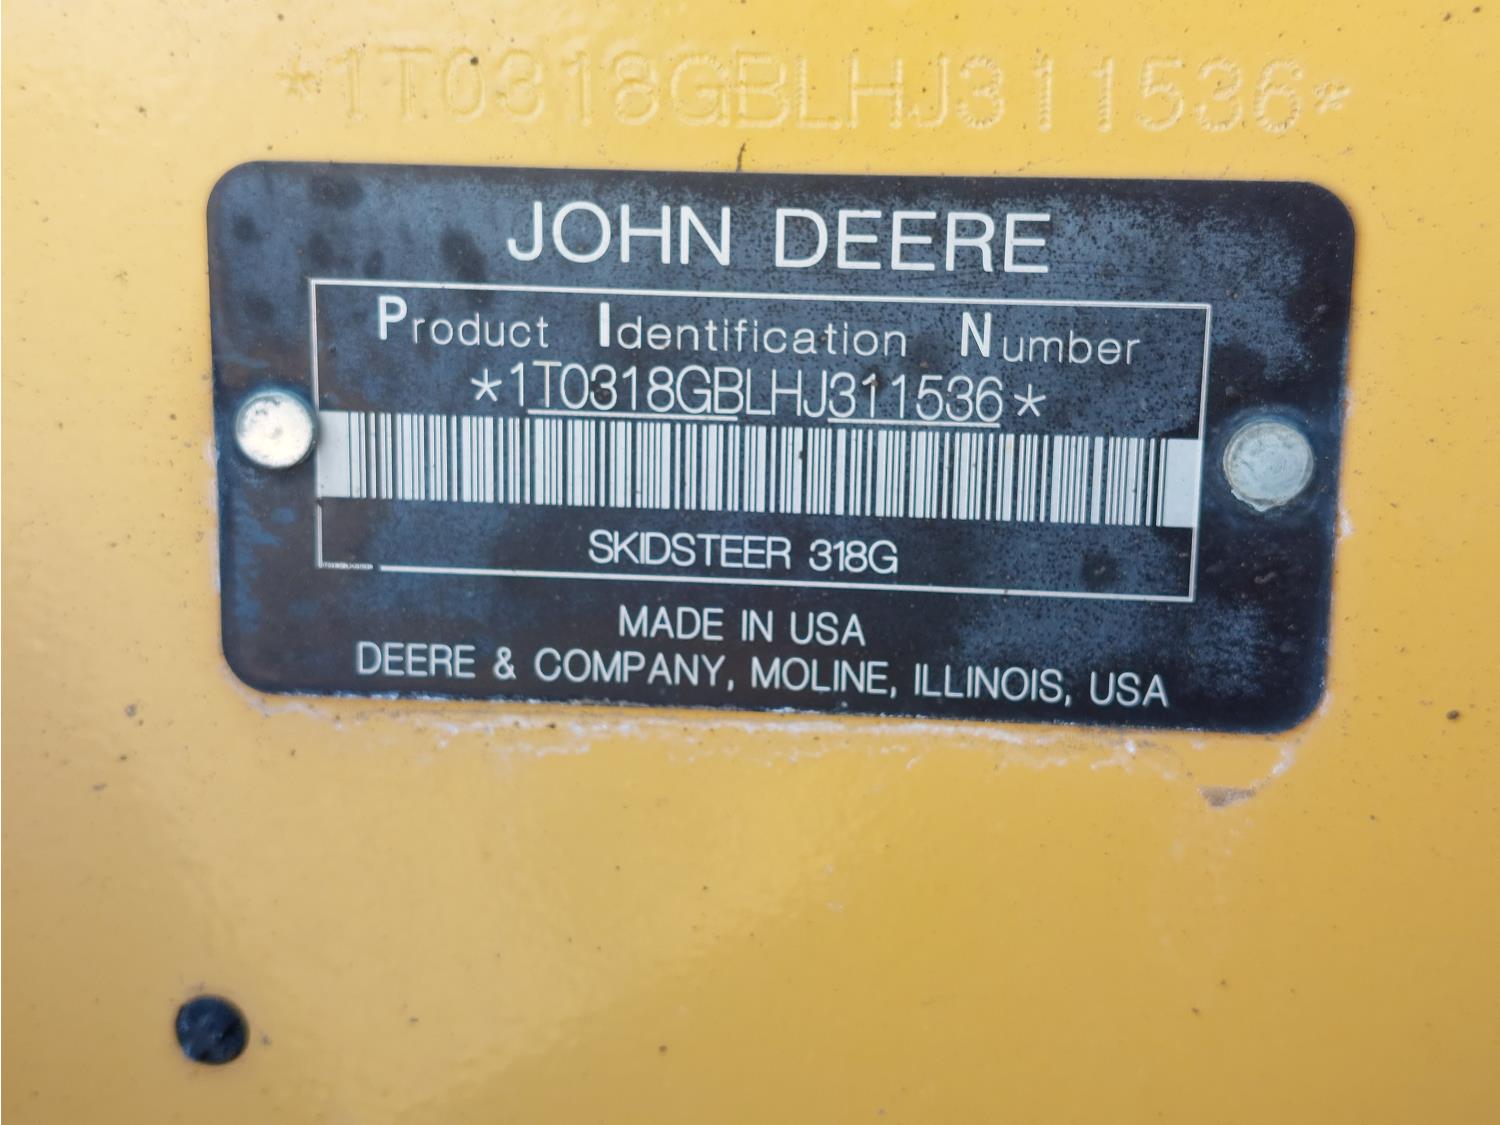 *1T0318GBLHJ311536*
JOHN DEERE
Product Identification Number
*1T0318GBLHJ311536*
SKIDSTEER 318G
MADE IN USA
DEERE & COMPANY, MOLINE, ILLINOIS, USA